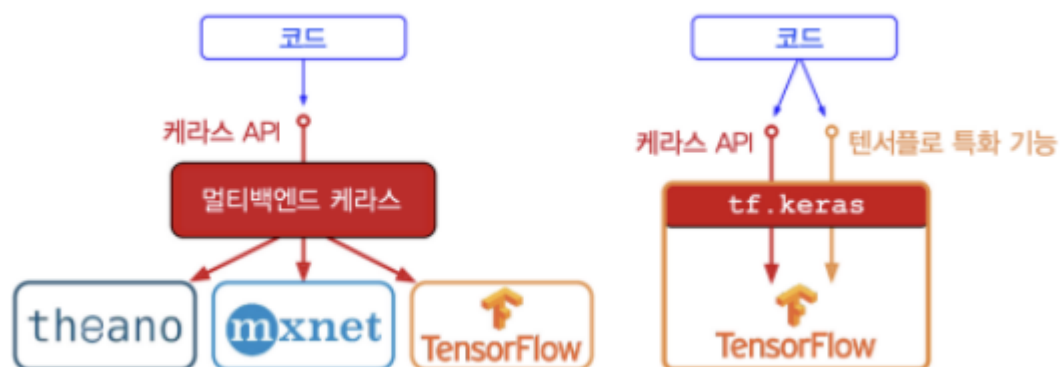 코드
케라스 API
멀티백엔드 케라스
theano
mxnet
TensorFlow
코드
케라스 API
텐서플로 특화 기능
tf.keras
TensorFlow